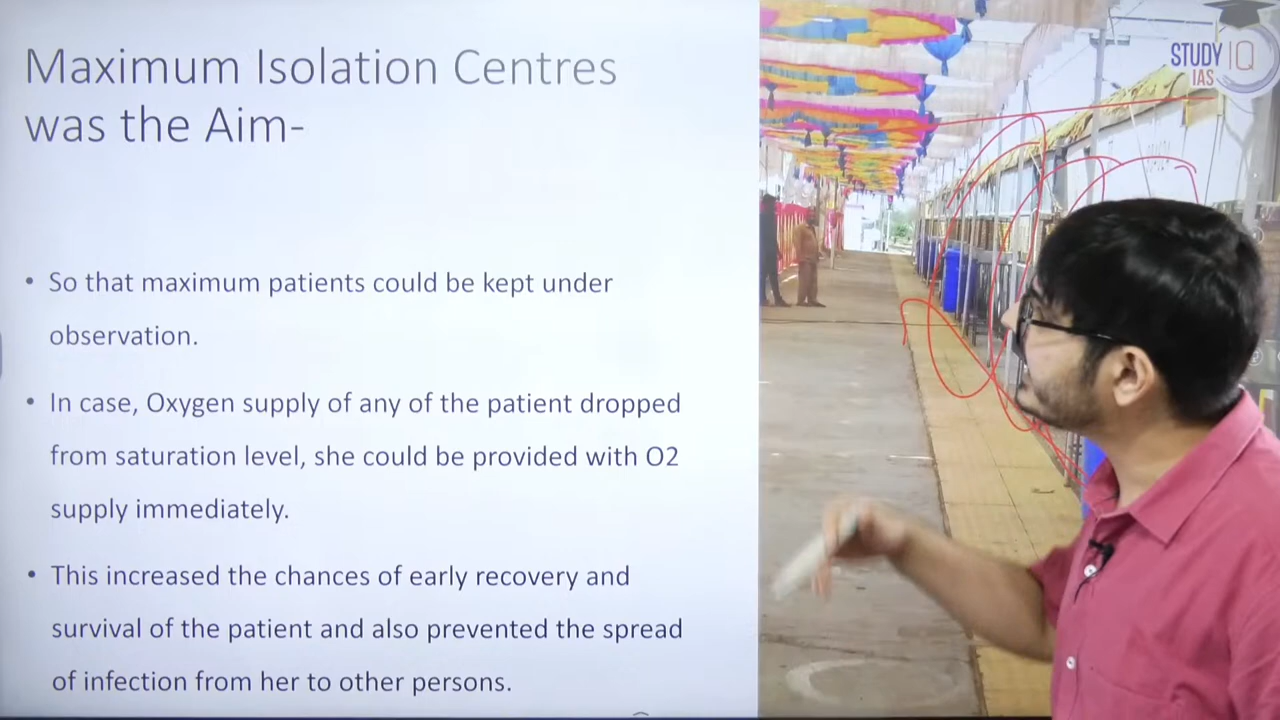 Maximum Isolation Centres
was the Aim-
• So that maximum patients could be kept under
observation.
• In case, Oxygen supply of any of the patient dropped
from saturation level, she could be provided with O2
supply immediately.
• This increased the chances of early recovery and
survival of the patient and also prevented the spread
of infection from her to other persons.
STUDY IQ
IAS